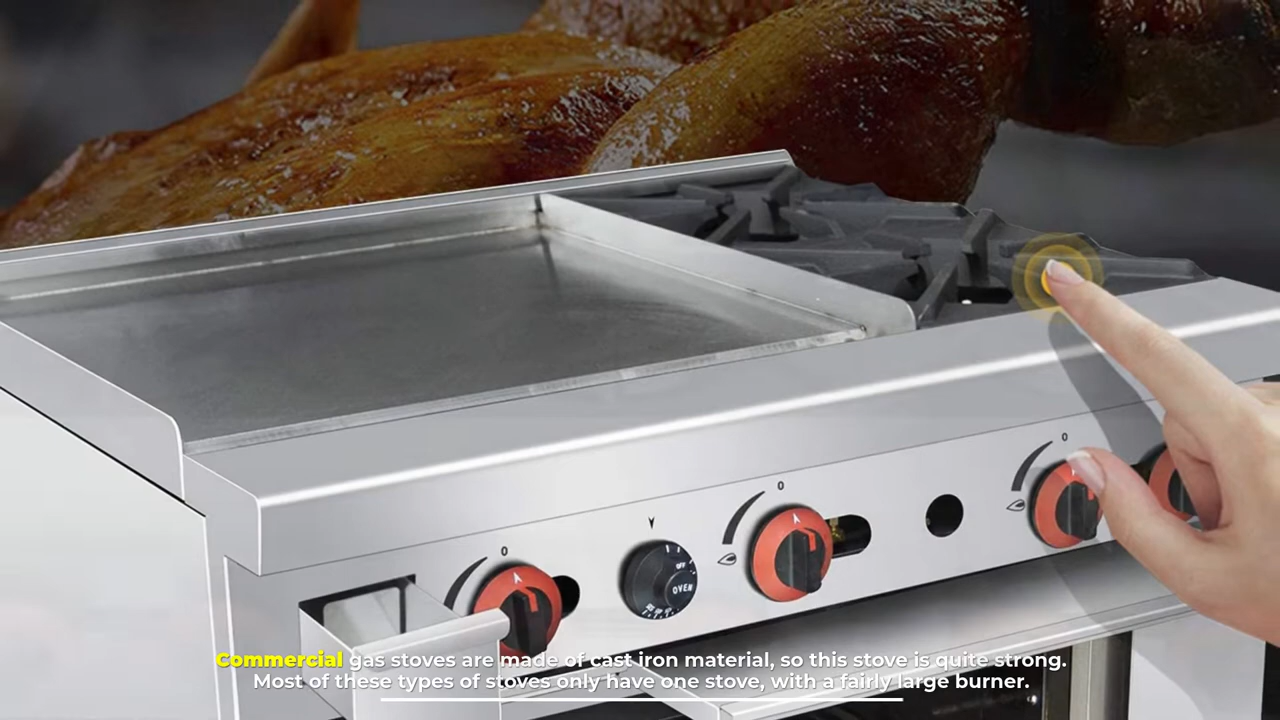 0
0
0
OFF
OVEN
Commercial gas stoves are made of cast iron material, so this stove is quite strong.
Most of these types of stoves only have one stove, with a fairly large burner.